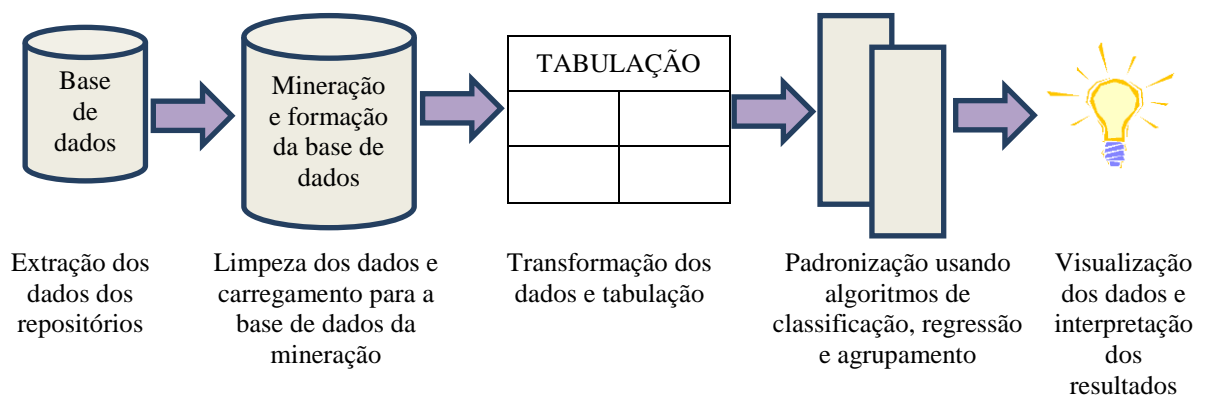 Base
de
dados
Mineração
e formação
da base de
dados
TABULAÇÃO
Extração dos
dados dos
repositórios
Limpeza dos dados e
carregamento para a
base de dados da
mineração
Transformação dos
dados e tabulação
Padronização usando
algoritmos de
classificação, regressão
e agrupamento
Visualização
dos dados e
interpretação
dos
resultados